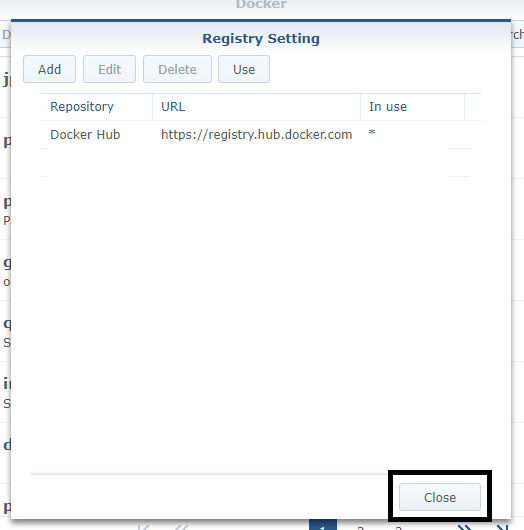 Docker
Registry Setting
Add Edit Delete Use
Repository URL In use
Docker Hub https://registry.hub.docker.com *
Close
1 2 3